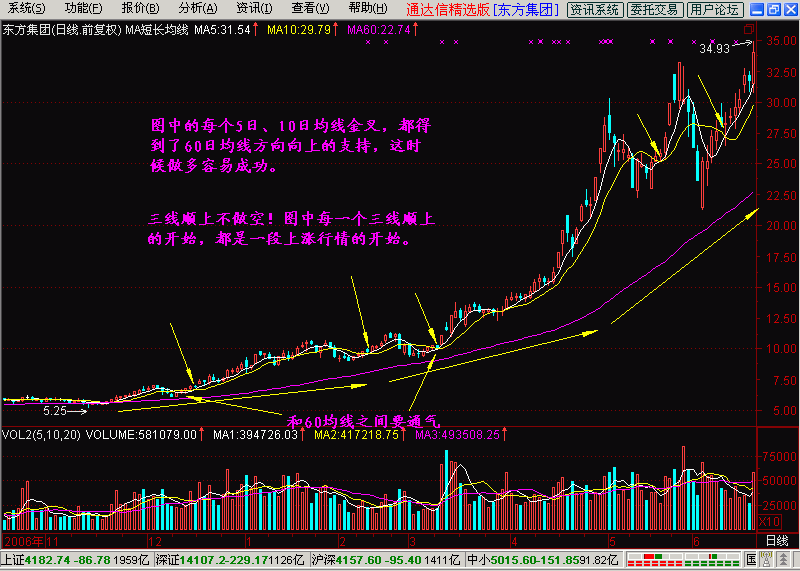 系统(S) 功能(F) 报价(B) 分析(A) 资讯(I) 查看(V) 帮助(H) 通达信精选版 [东方集团] 资讯系统 委托交易 用户论坛
东方集团(日线.前复权) MA短长均线 MA5:31.54↑ MA10:29.79↑ MA60:22.74↑
34.93
35.00
32.50
30.00
27.50
25.00
22.50
20.00
17.50
15.00
12.50
10.00
7.50
5.00
图中的每个5日、10日均线金叉，都得
到了60日均线方向向上的支持，这时
候做多容易成功。
三线顺上不做空！图中每一个三线顺上
的开始，都是一段上涨行情的开始。
5.25
和60均线之间要通气
VOL2(5,10,20) VOLUME:581079.00↑ MA1:394726.03↑ MA2:417218.75↑ MA3:493508.25↑
75000
50000
25000
X10
2006年 11 12 1 2 3 4 5 6 日线
上证4182.74 -86.78 1959亿 深证14107.2 -229.17 1126亿 沪深4157.60 -95.40 1411亿 中小5015.60 -151.85 91.82亿 国